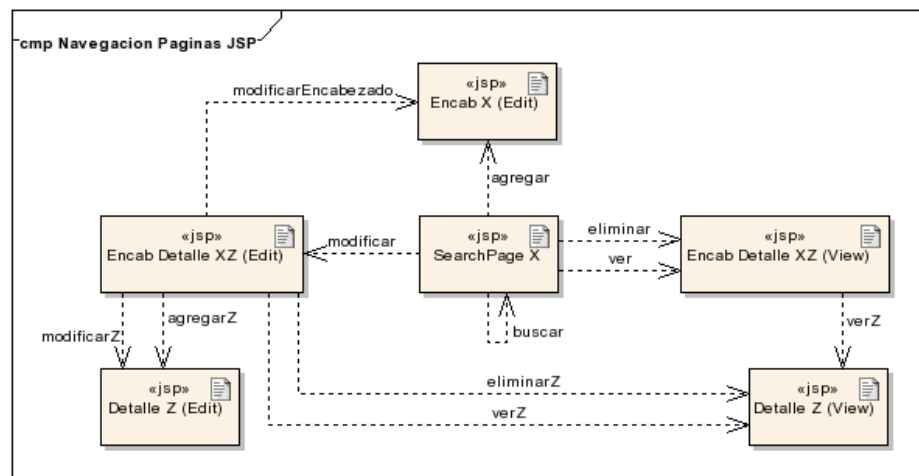 cmp Navegacion Paginas JSP
modificarEncabezado
«jsp»
Encab X (Edit)
agregar
«jsp»
Encab Detalle XZ (Edit)
modificar
«jsp»
SearchPage X
eliminar
ver
«jsp»
Encab Detalle XZ (View)
buscar
modificarZ
agregarZ
verZ
«jsp»
Detalle Z (Edit)
eliminarZ
verZ
«jsp»
Detalle Z (View)